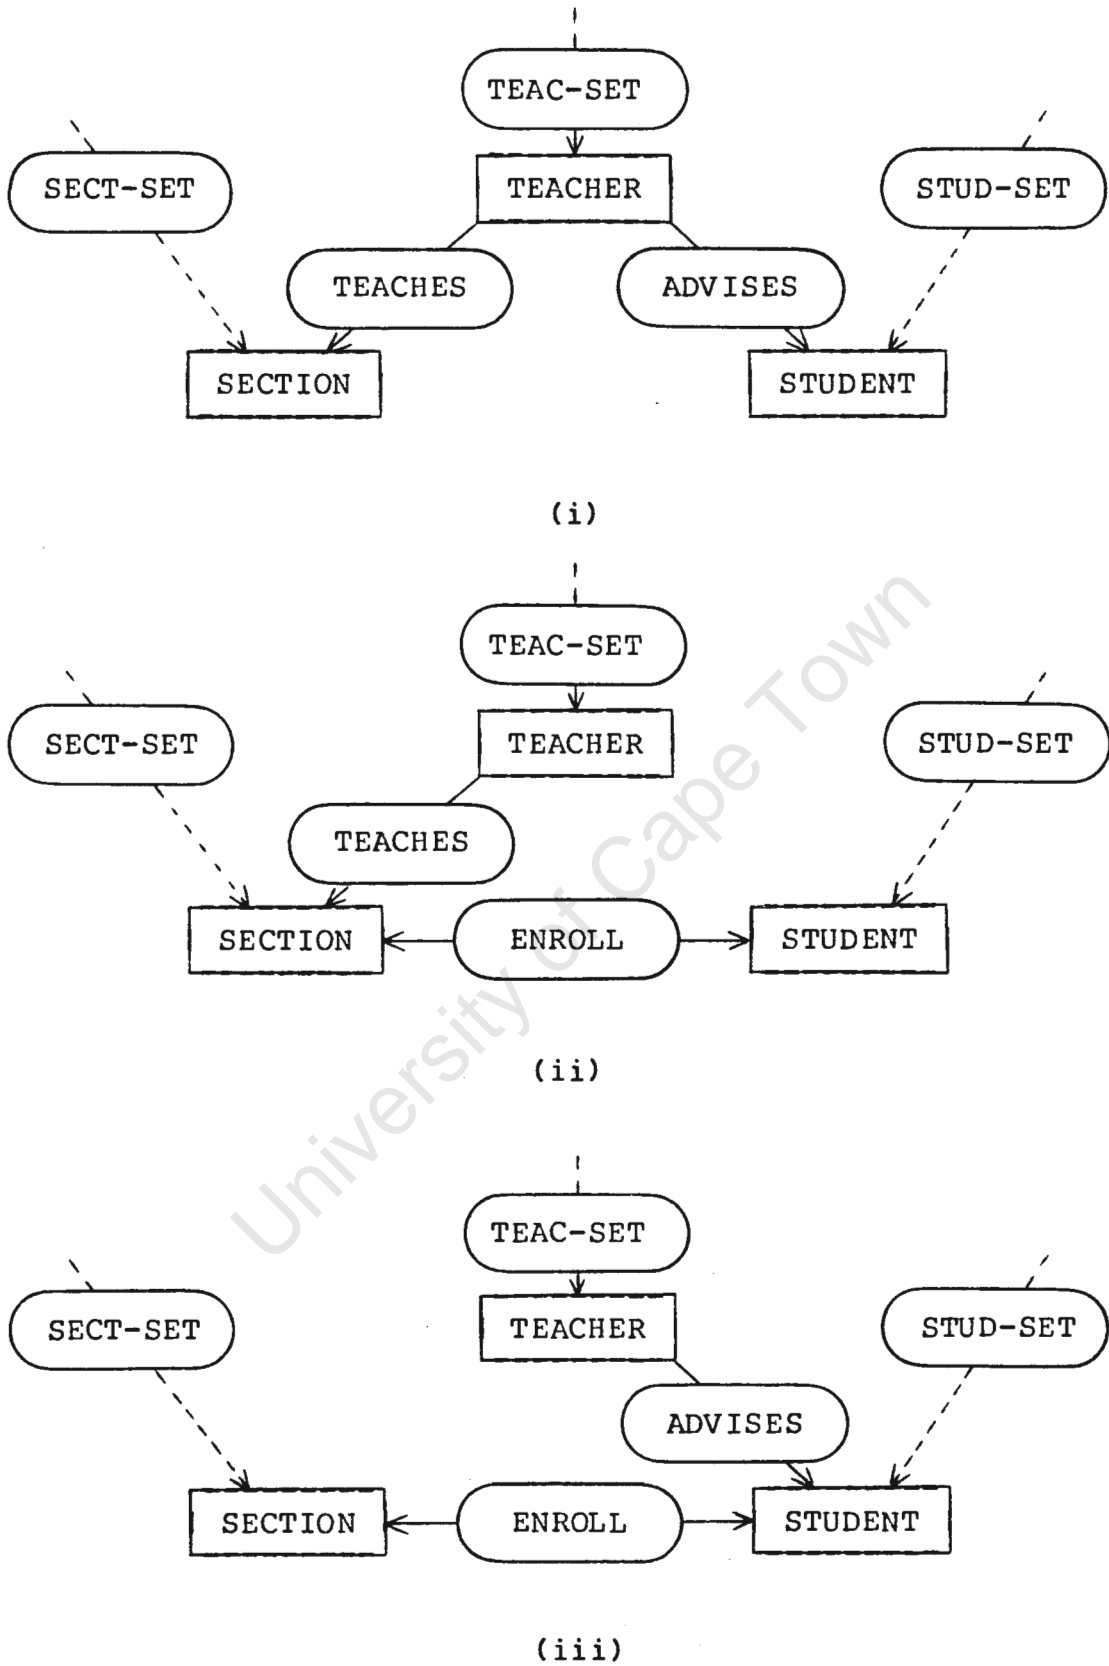 TEAC-SET
SECT-SET
TEACHER
STUD-SET
TEACHES
ADVISES
SECTION
STUDENT
(i)
TEAC-SET
SECT-SET
TEACHER
STUD-SET
TEACHES
SECTION
ENROLL
STUDENT
(ii)
TEAC-SET
SECT-SET
TEACHER
STUD-SET
ADVISES
SECTION
ENROLL
STUDENT
(iii)
University of Cape Town